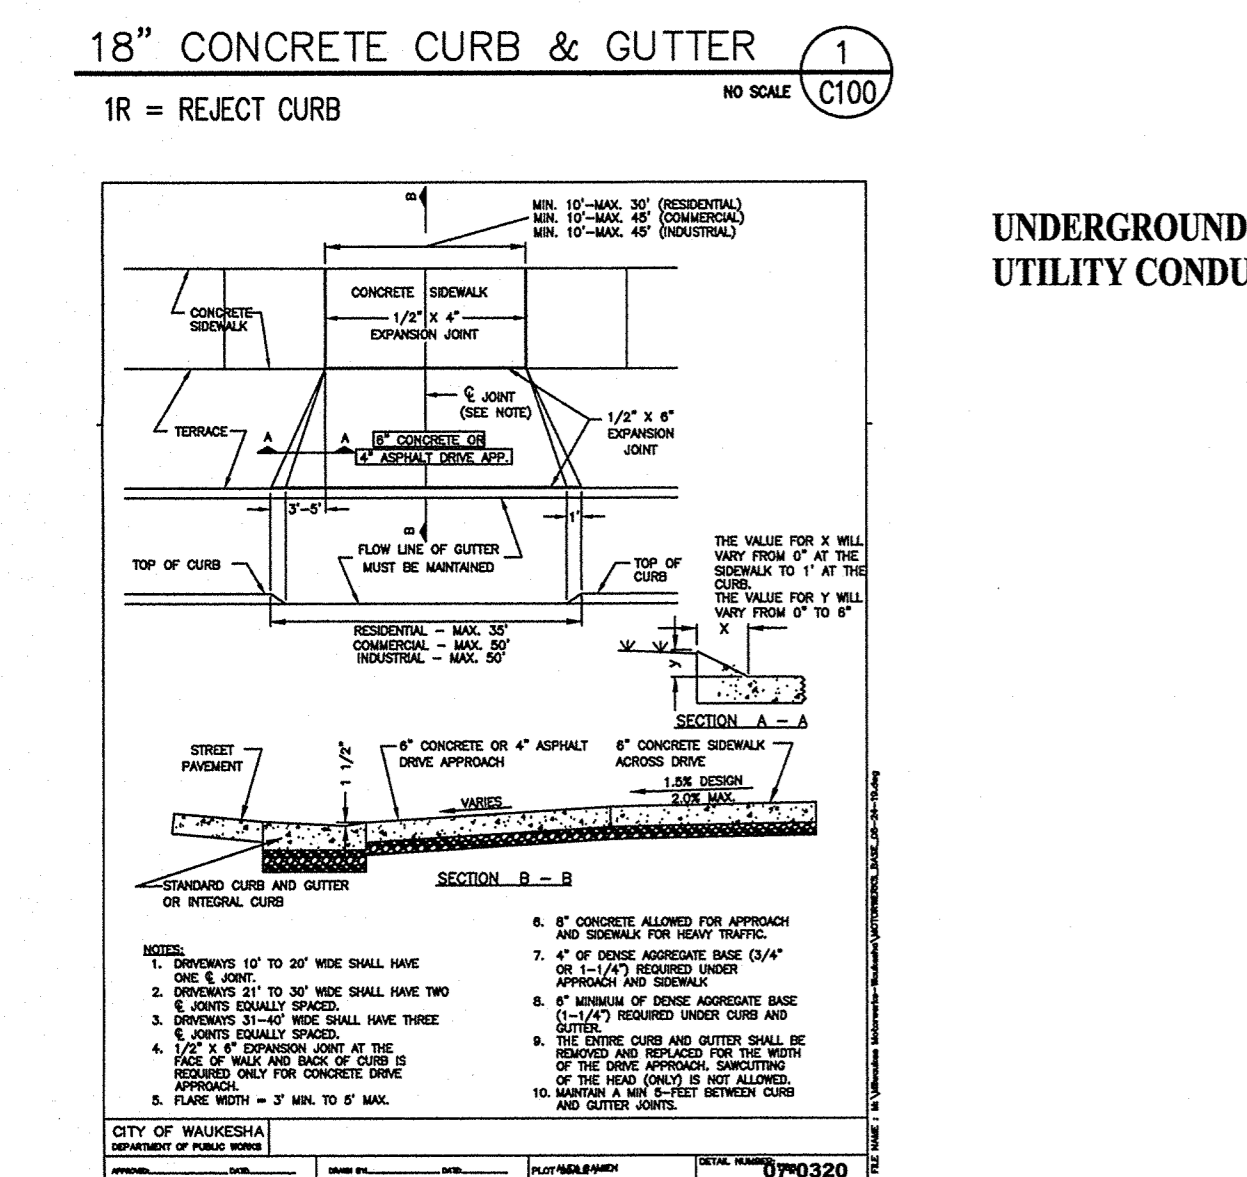 18" CONCRETE CURB & GUTTER
1
C100
NO SCALE
1R = REJECT CURB
UNDERGROUND
UTILITY CONDU
B
MIN. 10'-MAX. 30' (RESIDENTIAL)
MIN. 10'-MAX. 45' (COMMERCIAL)
MIN. 10'-MAX. 45' (INDUSTRIAL)
CONCRETE SIDEWALK
1/2" X 4"
EXPANSION JOINT
CONCRETE
SIDEWALK
℄ JOINT
(SEE NOTE)
1/2" X 6"
EXPANSION
JOINT
TERRACE
A A
6" CONCRETE OR
4" ASPHALT DRIVE APP.
3'-5'
1'
B
FLOW LINE OF GUTTER
MUST BE MAINTAINED
TOP OF CURB
TOP OF
CURB
THE VALUE FOR X WILL
VARY FROM 0" AT THE
SIDEWALK TO 1' AT THE
CURB.
THE VALUE FOR Y WILL
VARY FROM 0" TO 6"
RESIDENTIAL - MAX. 35'
COMMERCIAL - MAX. 50'
INDUSTRIAL - MAX. 50'
X
Y
SECTION A - A
STREET
PAVEMENT
1 1/2"
6" CONCRETE OR 4" ASPHALT
DRIVE APPROACH
6" CONCRETE SIDEWALK
ACROSS DRIVE
1.5% DESIGN
2.0% MAX.
VARIES
STANDARD CURB AND GUTTER
OR INTEGRAL CURB
SECTION B - B
NOTES:
1. DRIVEWAYS 10' TO 20' WIDE SHALL HAVE
ONE ℄ JOINT.
2. DRIVEWAYS 21' TO 30' WIDE SHALL HAVE TWO
℄ JOINTS EQUALLY SPACED.
3. DRIVEWAYS 31-40' WIDE SHALL HAVE THREE
℄ JOINTS EQUALLY SPACED.
4. 1/2" X 6" EXPANSION JOINT AT THE
FACE OF WALK AND BACK OF CURB IS
REQUIRED ONLY FOR CONCRETE DRIVE
APPROACH.
5. FLARE WIDTH = 3' MIN. TO 5' MAX.
6. 8" CONCRETE ALLOWED FOR APPROACH
AND SIDEWALK FOR HEAVY TRAFFIC.
7. 4" OF DENSE AGGREGATE BASE (3/4"
OR 1-1/4") REQUIRED UNDER
APPROACH AND SIDEWALK
8. 6" MINIMUM OF DENSE AGGREGATE BASE
(1-1/4") REQUIRED UNDER CURB AND
GUTTER.
9. THE ENTIRE CURB AND GUTTER SHALL BE
REMOVED AND REPLACED FOR THE WIDTH
OF THE DRIVE APPROACH. SAWCUTTING
OF THE HEAD (ONLY) IS NOT ALLOWED.
10. MAINTAIN A MIN 5-FEET BETWEEN CURB
AND GUTTER JOINTS.
CITY OF WAUKESHA
DEPARTMENT OF PUBLIC WORKS
APPROVED: DATE:
DRAWN BY: DATE:
PLOT
DETAIL NUMBER:
0320
FILE NAME :